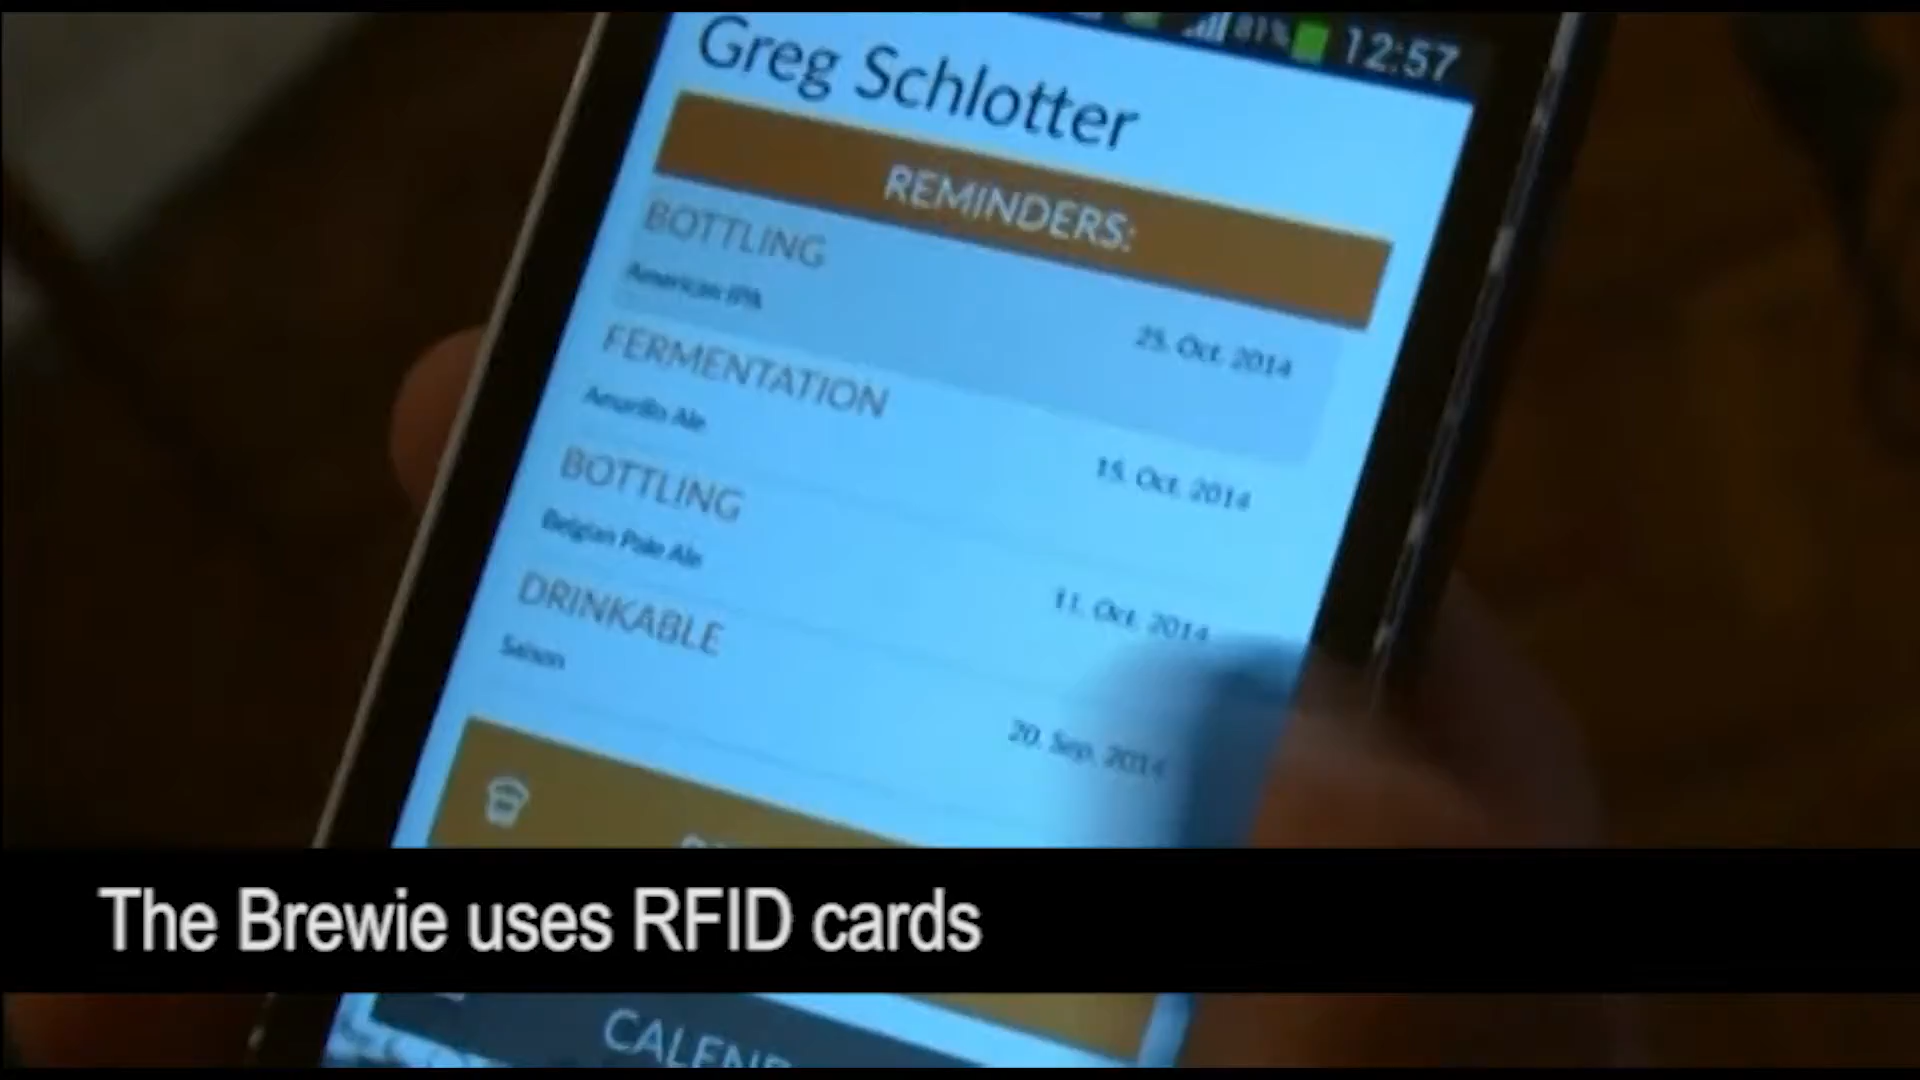 81% 12:57
Greg Schlotter
REMINDERS:
BOTTLING
American IPA
25. Oct. 2014
FERMENTATION
Amarillo Ale
15. Oct. 2014
BOTTLING
Belgian Pale Ale
11. Oct. 2014
DRINKABLE
Saison
20. Sep. 2014
The Brewie uses RFID cards